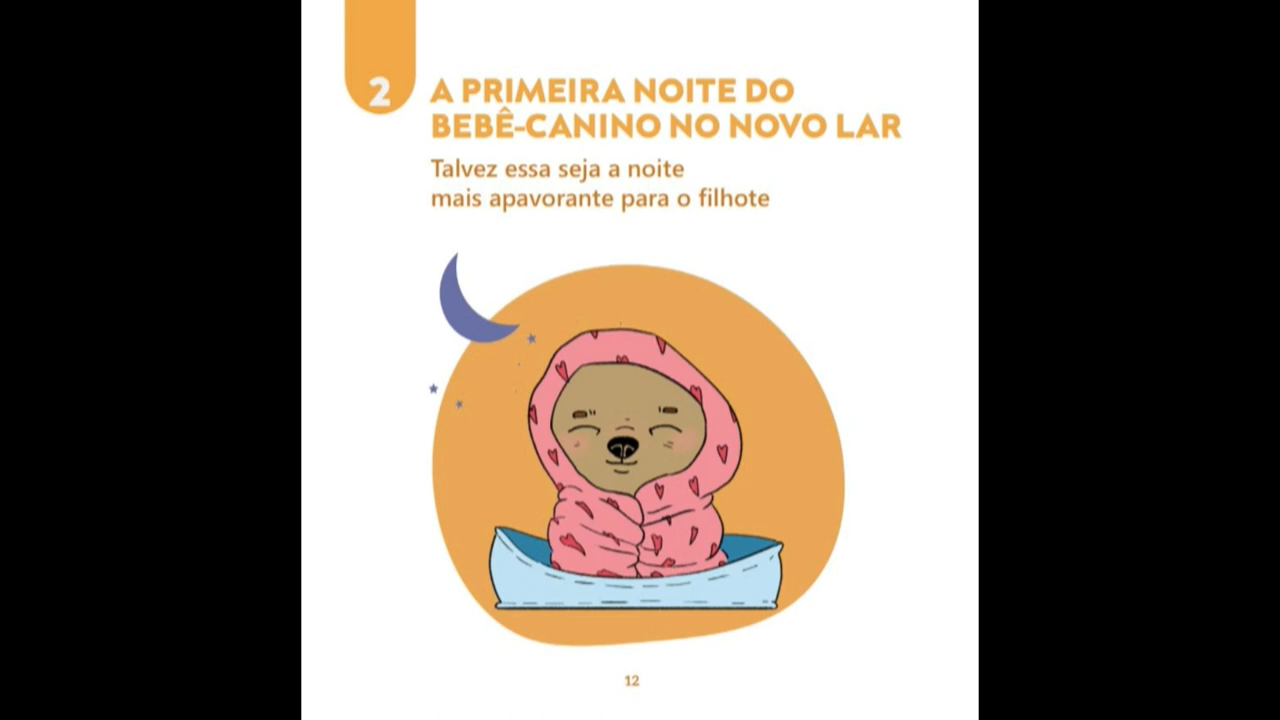 2
A PRIMEIRA NOITE DO
BEBÊ-CANINO NO NOVO LAR
Talvez essa seja a noite
mais apavorante para o filhote
12